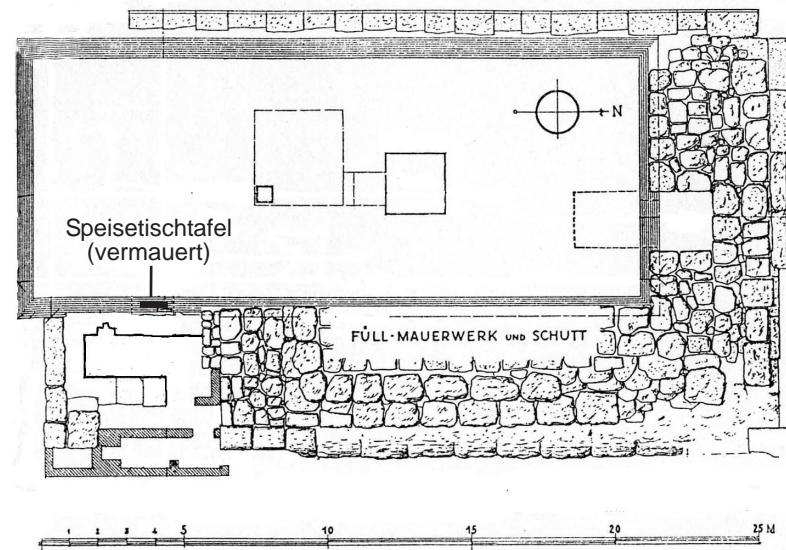 N
Speisetischtafel
(vermauert)
FÜLL-MAUERWERK UND SCHUTT
1 2 3 4 5 10 15 20 25 M